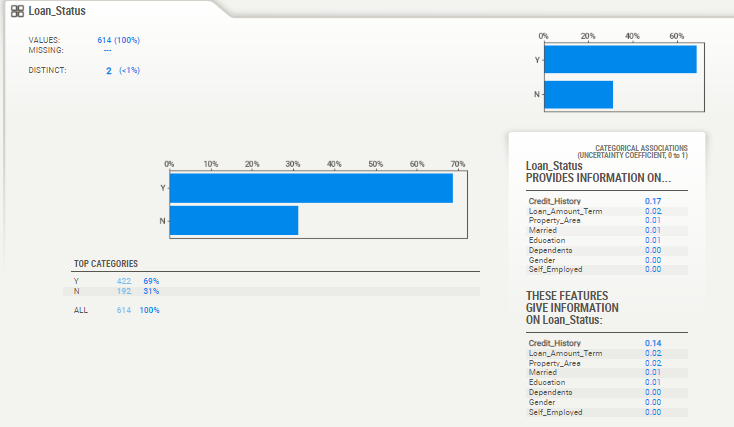 Loan_Status
VALUES: 614 (100%)
MISSING: ---
DISTINCT: 2 (<1%)
0% 20% 40% 60%
Y
N
0% 10% 20% 30% 40% 50% 60% 70%
Y
N
TOP CATEGORIES
Y 422 69%
N 192 31%
ALL 614 100%
CATEGORICAL ASSOCIATIONS
(UNCERTAINTY COEFFICIENT, 0 to 1)
Loan_Status
PROVIDES INFORMATION ON...
Credit_History 0.17
Loan_Amount_Term 0.02
Property_Area 0.01
Married 0.01
Education 0.01
Dependents 0.00
Gender 0.00
Self_Employed 0.00
THESE FEATURES
GIVE INFORMATION
ON Loan_Status:
Credit_History 0.14
Loan_Amount_Term 0.02
Property_Area 0.02
Married 0.01
Education 0.01
Dependents 0.00
Gender 0.00
Self_Employed 0.00